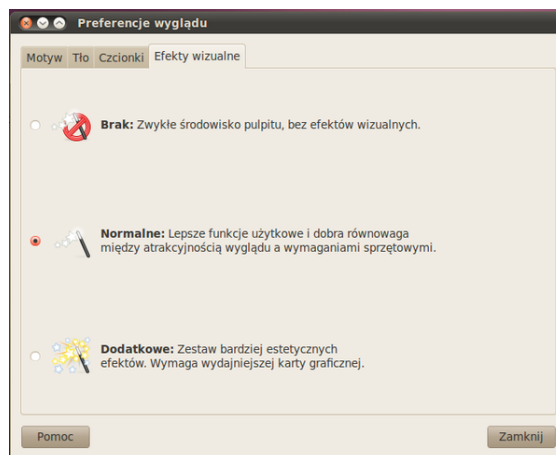 Preferencje wyglądu
Motyw Tło Czcionki Efekty wizualne
Brak: Zwykłe środowisko pulpitu, bez efektów wizualnych.
Normalne: Lepsze funkcje użytkowe i dobra równowaga
między atrakcyjnością wyglądu a wymaganiami sprzętowymi.
Dodatkowe: Zestaw bardziej estetycznych
efektów. Wymaga wydajniejszej karty graficznej.
Pomoc Zamknij